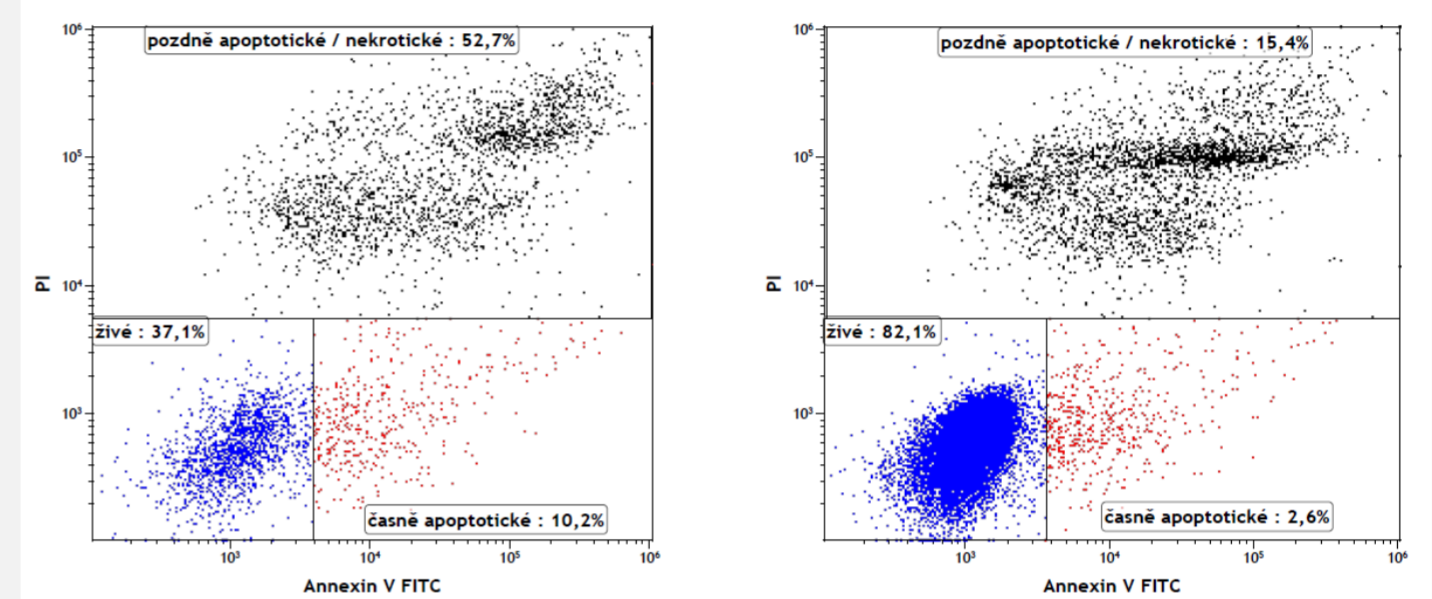 pozdně apoptotické / nekrotické : 52,7%
10⁶
10⁵
10⁴
10³
PI
živé : 37,1%
časně apoptotické : 10,2%
10³ 10⁴ 10⁵ 10⁶
Annexin V FITC
pozdně apoptotické / nekrotické : 15,4%
10⁶
10⁵
10⁴
10³
PI
živé : 82,1%
časně apoptotické : 2,6%
10³ 10⁴ 10⁵ 10⁶
Annexin V FITC